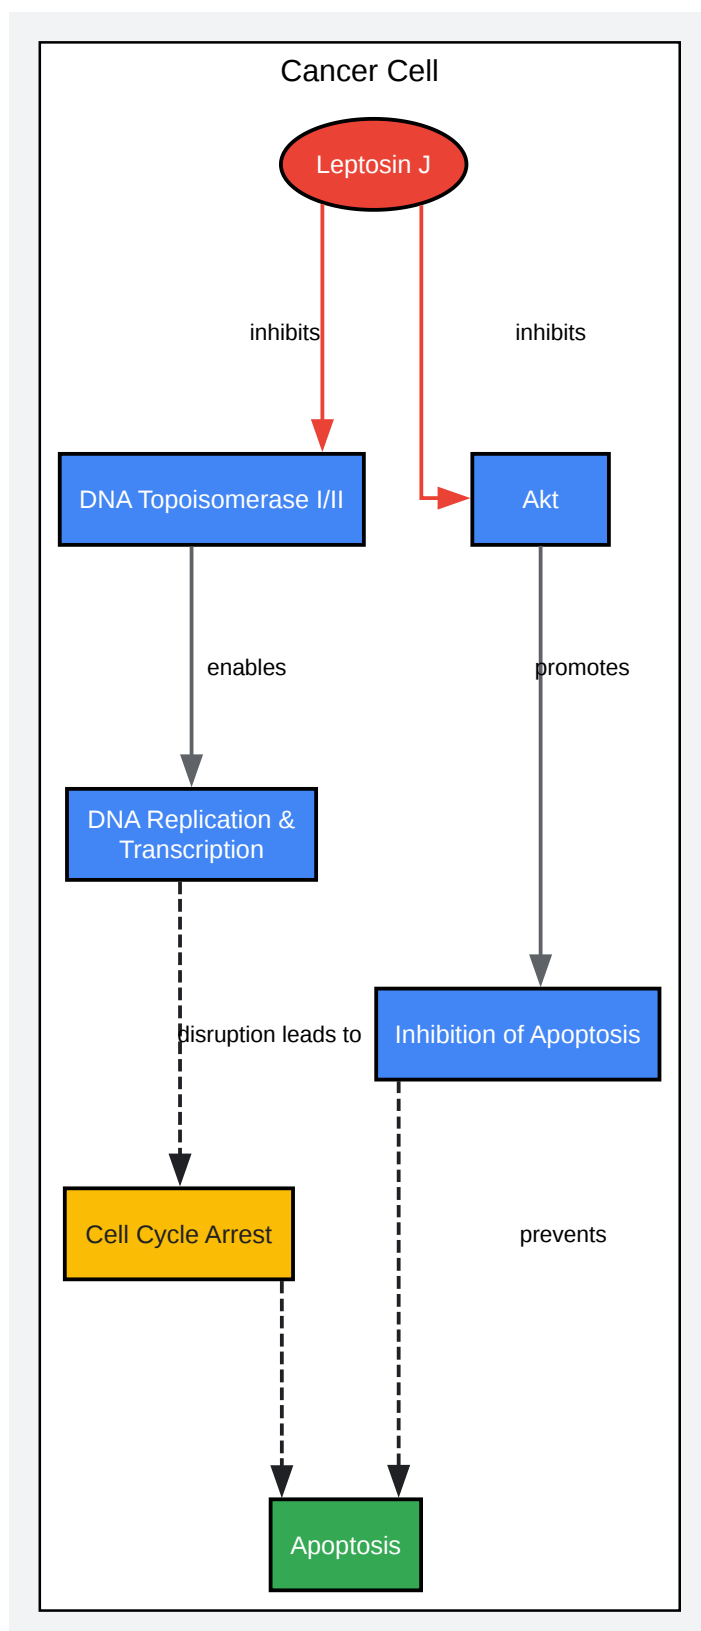 Cancer Cell
Leptosin J
inhibits
inhibits
DNA Topoisomerase I/II
Akt
enables
promotes
DNA Replication &
Transcription
disruption leads to
Inhibition of Apoptosis
Cell Cycle Arrest
prevents
Apoptosis